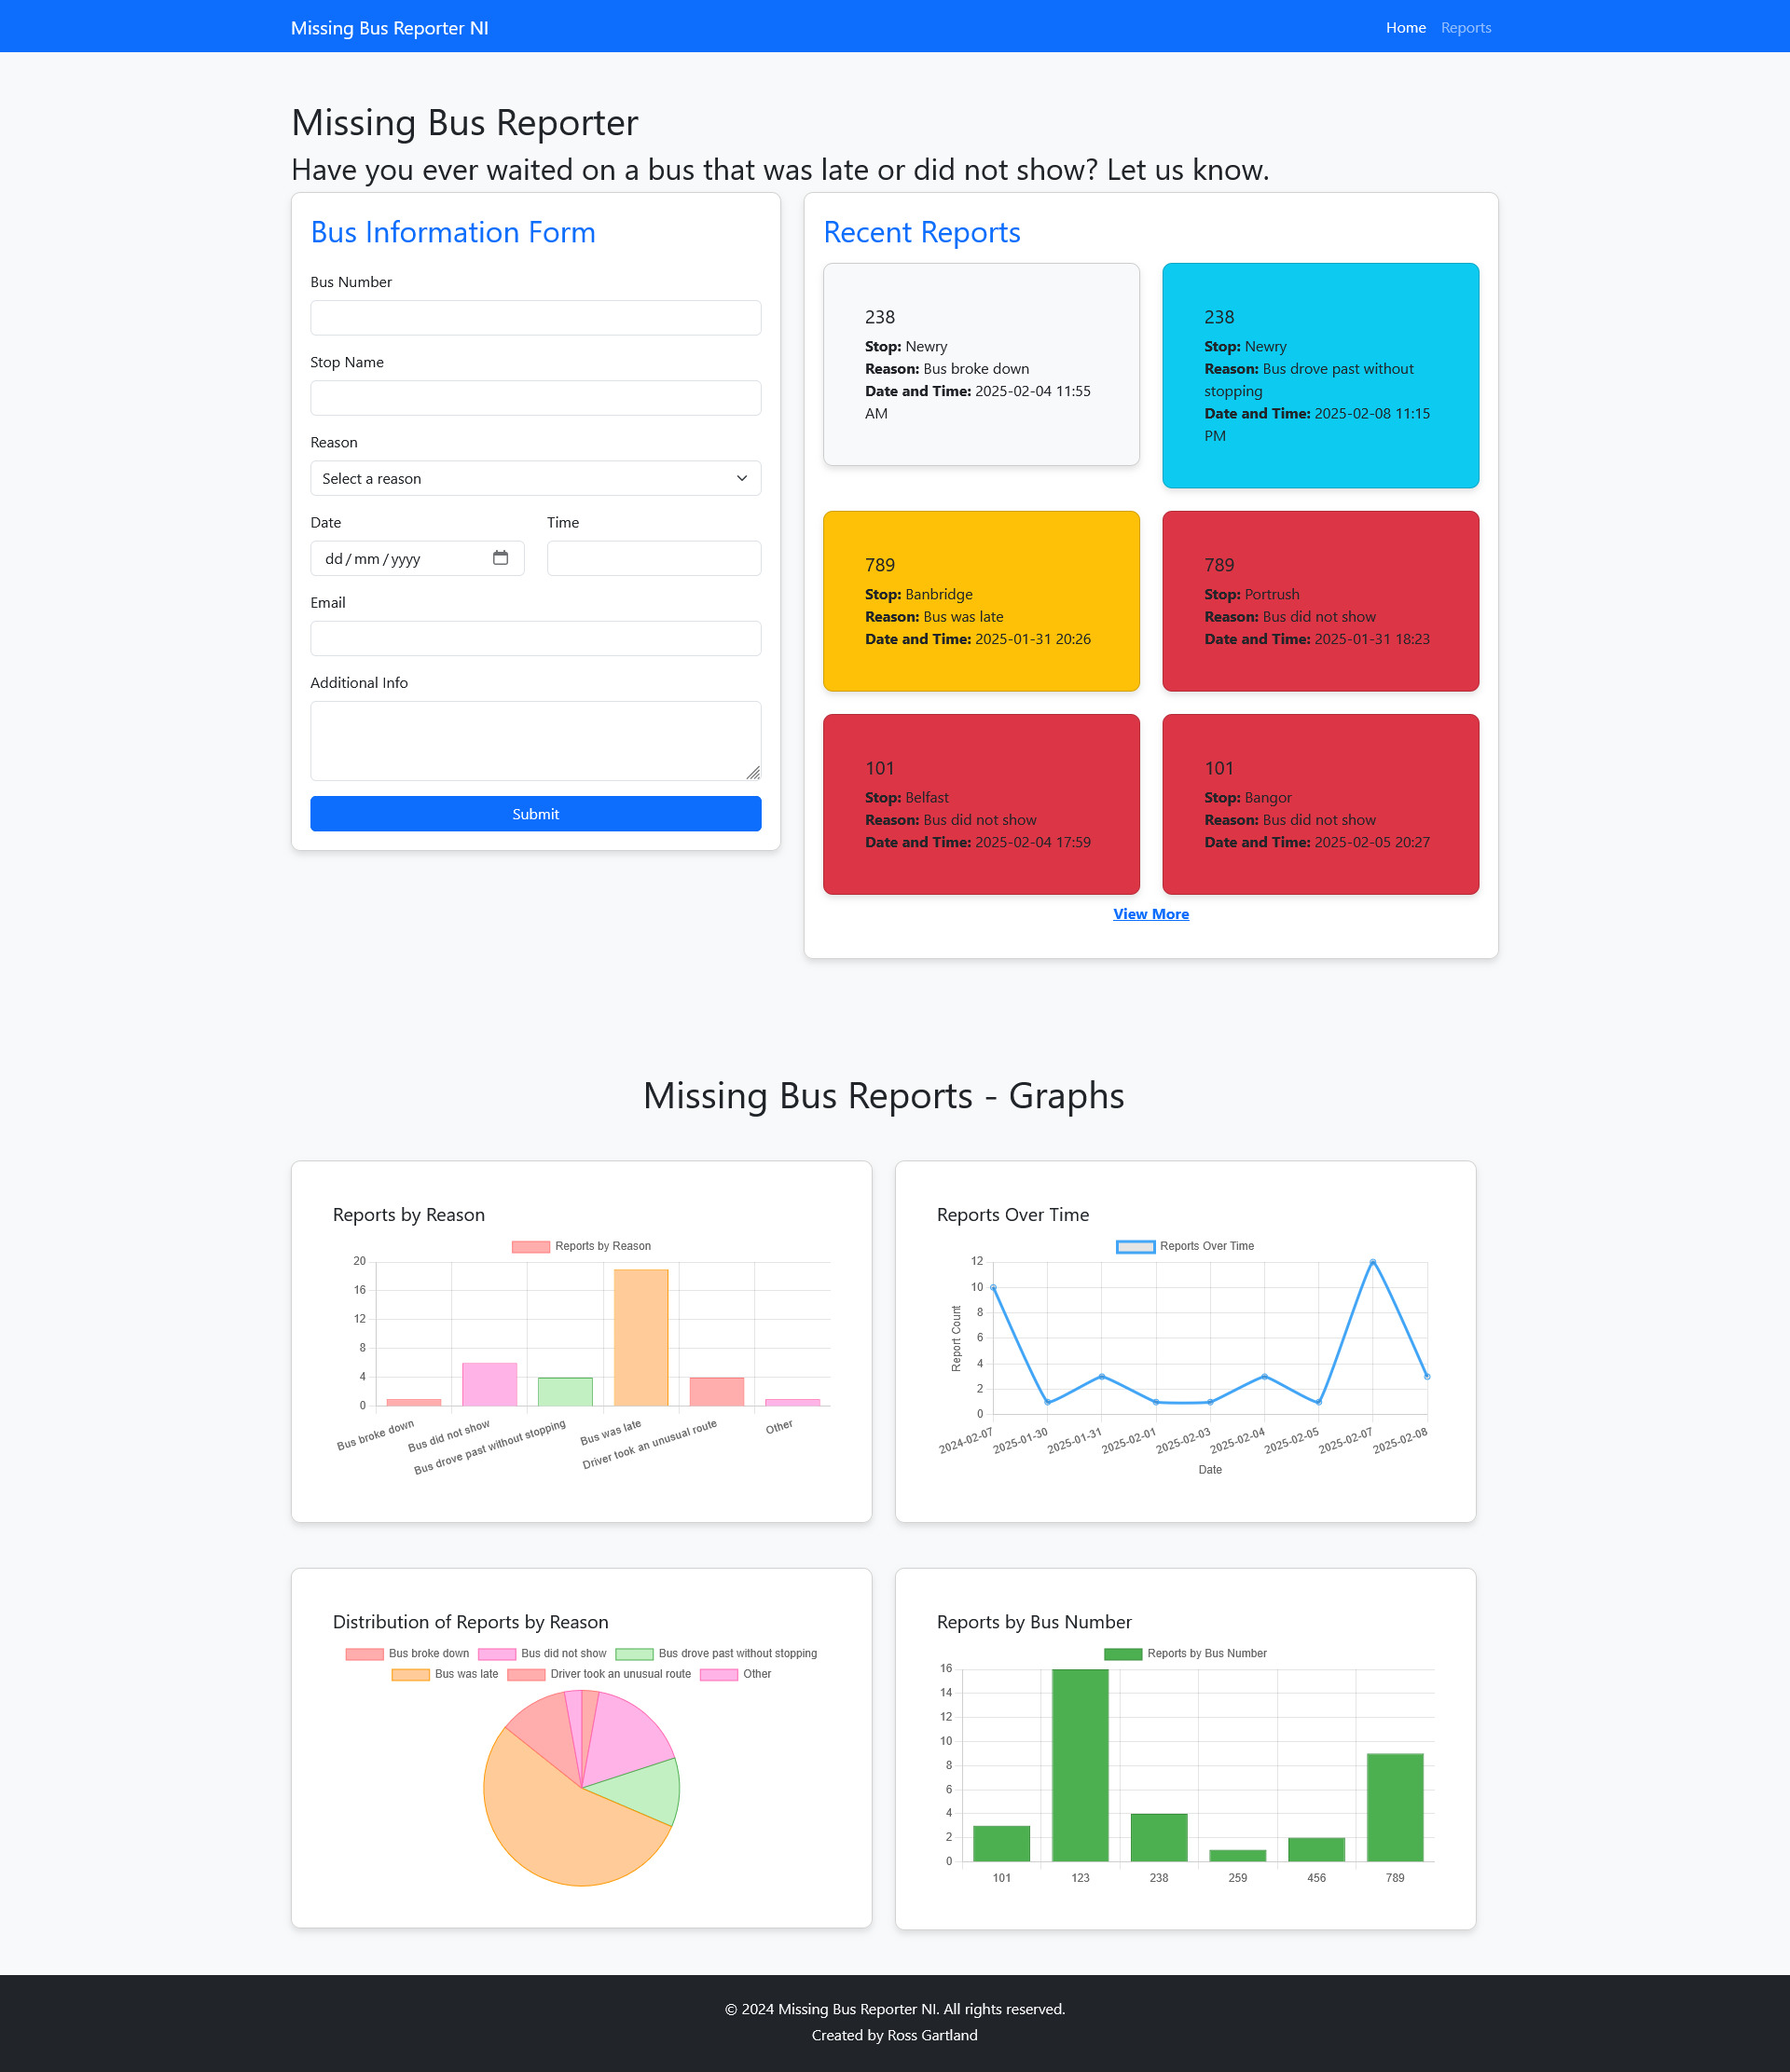 Missing Bus Reporter NI
Home Reports
Missing Bus Reporter
Have you ever waited on a bus that was late or did not show? Let us know.
Bus Information Form
Bus Number
Stop Name
Reason
Select a reason
Date Time
dd/mm/yyyy
Email
Additional Info
Submit
Recent Reports
238
Stop: Newry
Reason: Bus broke down
Date and Time: 2025-02-04 11:55
AM
238
Stop: Newry
Reason: Bus drove past without
stopping
Date and Time: 2025-02-08 11:15
PM
789
Stop: Banbridge
Reason: Bus was late
Date and Time: 2025-01-31 20:26
789
Stop: Portrush
Reason: Bus did not show
Date and Time: 2025-01-31 18:23
101
Stop: Belfast
Reason: Bus did not show
Date and Time: 2025-02-04 17:59
101
Stop: Bangor
Reason: Bus did not show
Date and Time: 2025-02-05 20:27
View More
Missing Bus Reports - Graphs
Reports by Reason
Reports by Reason
20
16
12
8
4
0
Bus broke down
Bus did not show
Bus drove past without stopping
Bus was late
Driver took an unusual route
Other
Reports Over Time
Reports Over Time
Report Count
12
10
8
6
4
2
0
2024-02-07
2025-01-30
2025-01-31
2025-02-01
2025-02-03
2025-02-04
2025-02-05
2025-02-07
2025-02-08
Date
Distribution of Reports by Reason
Bus broke down Bus did not show Bus drove past without stopping
Bus was late Driver took an unusual route Other
Reports by Bus Number
Reports by Bus Number
16
14
12
10
8
6
4
2
0
101 123 238 259 456 789
© 2024 Missing Bus Reporter NI. All rights reserved.
Created by Ross Gartland